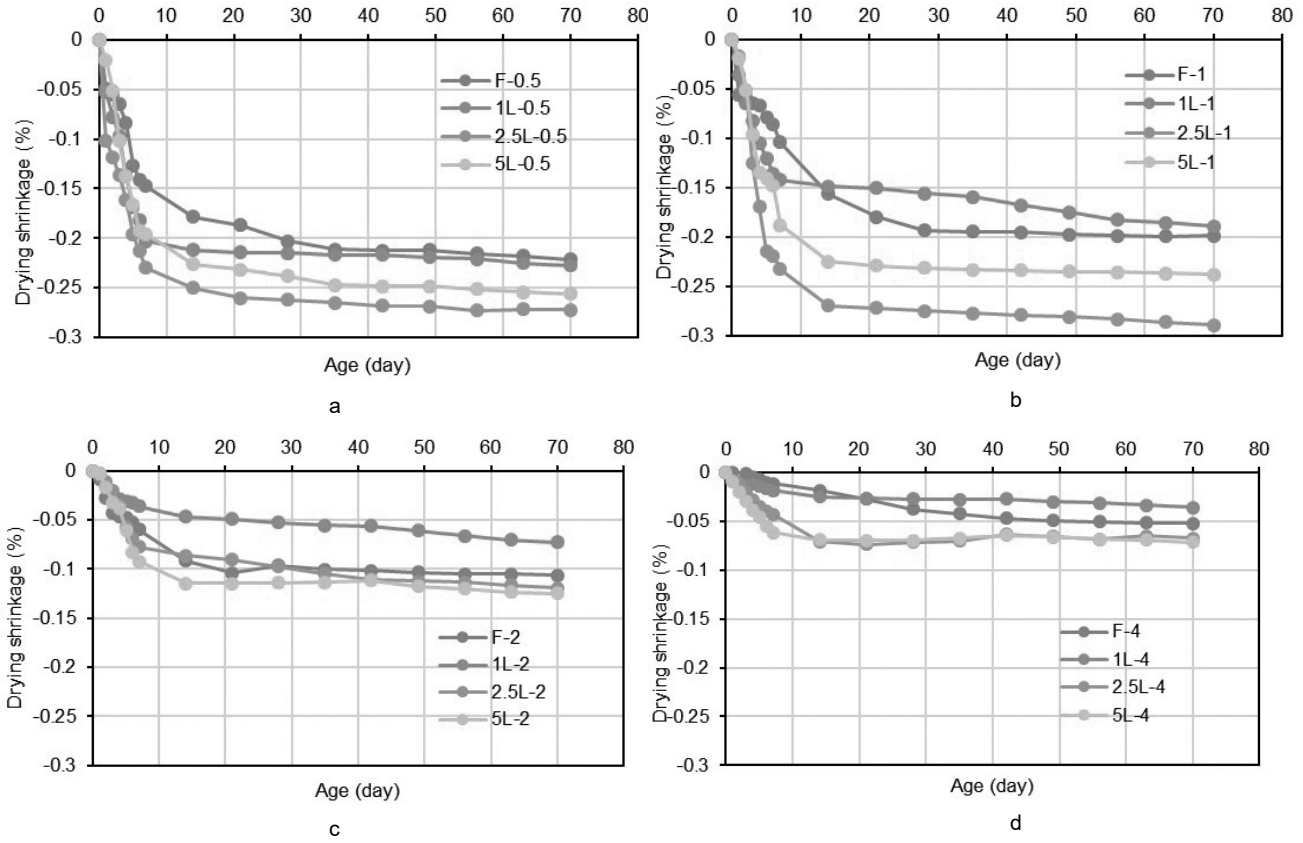 0 10 20 30 40 50 60 70 80
0
-0.05
-0.1
-0.15
-0.2
-0.25
-0.3
Drying shrinkage (%)
F-0.5
1L-0.5
2.5L-0.5
5L-0.5
Age (day)
a
0 10 20 30 40 50 60 70 80
0
-0.05
-0.1
-0.15
-0.2
-0.25
-0.3
Drying shrinkage (%)
F-1
1L-1
2.5L-1
5L-1
Age (day)
b
0 10 20 30 40 50 60 70 80
0
-0.05
-0.1
-0.15
-0.2
-0.25
-0.3
Drying shrinkage (%)
F-2
1L-2
2.5L-2
5L-2
Age (day)
c
0 10 20 30 40 50 60 70 80
0
-0.05
-0.1
-0.15
-0.2
-0.25
-0.3
Drying shrinkage (%)
F-4
1L-4
2.5L-4
5L-4
Age (day)
d